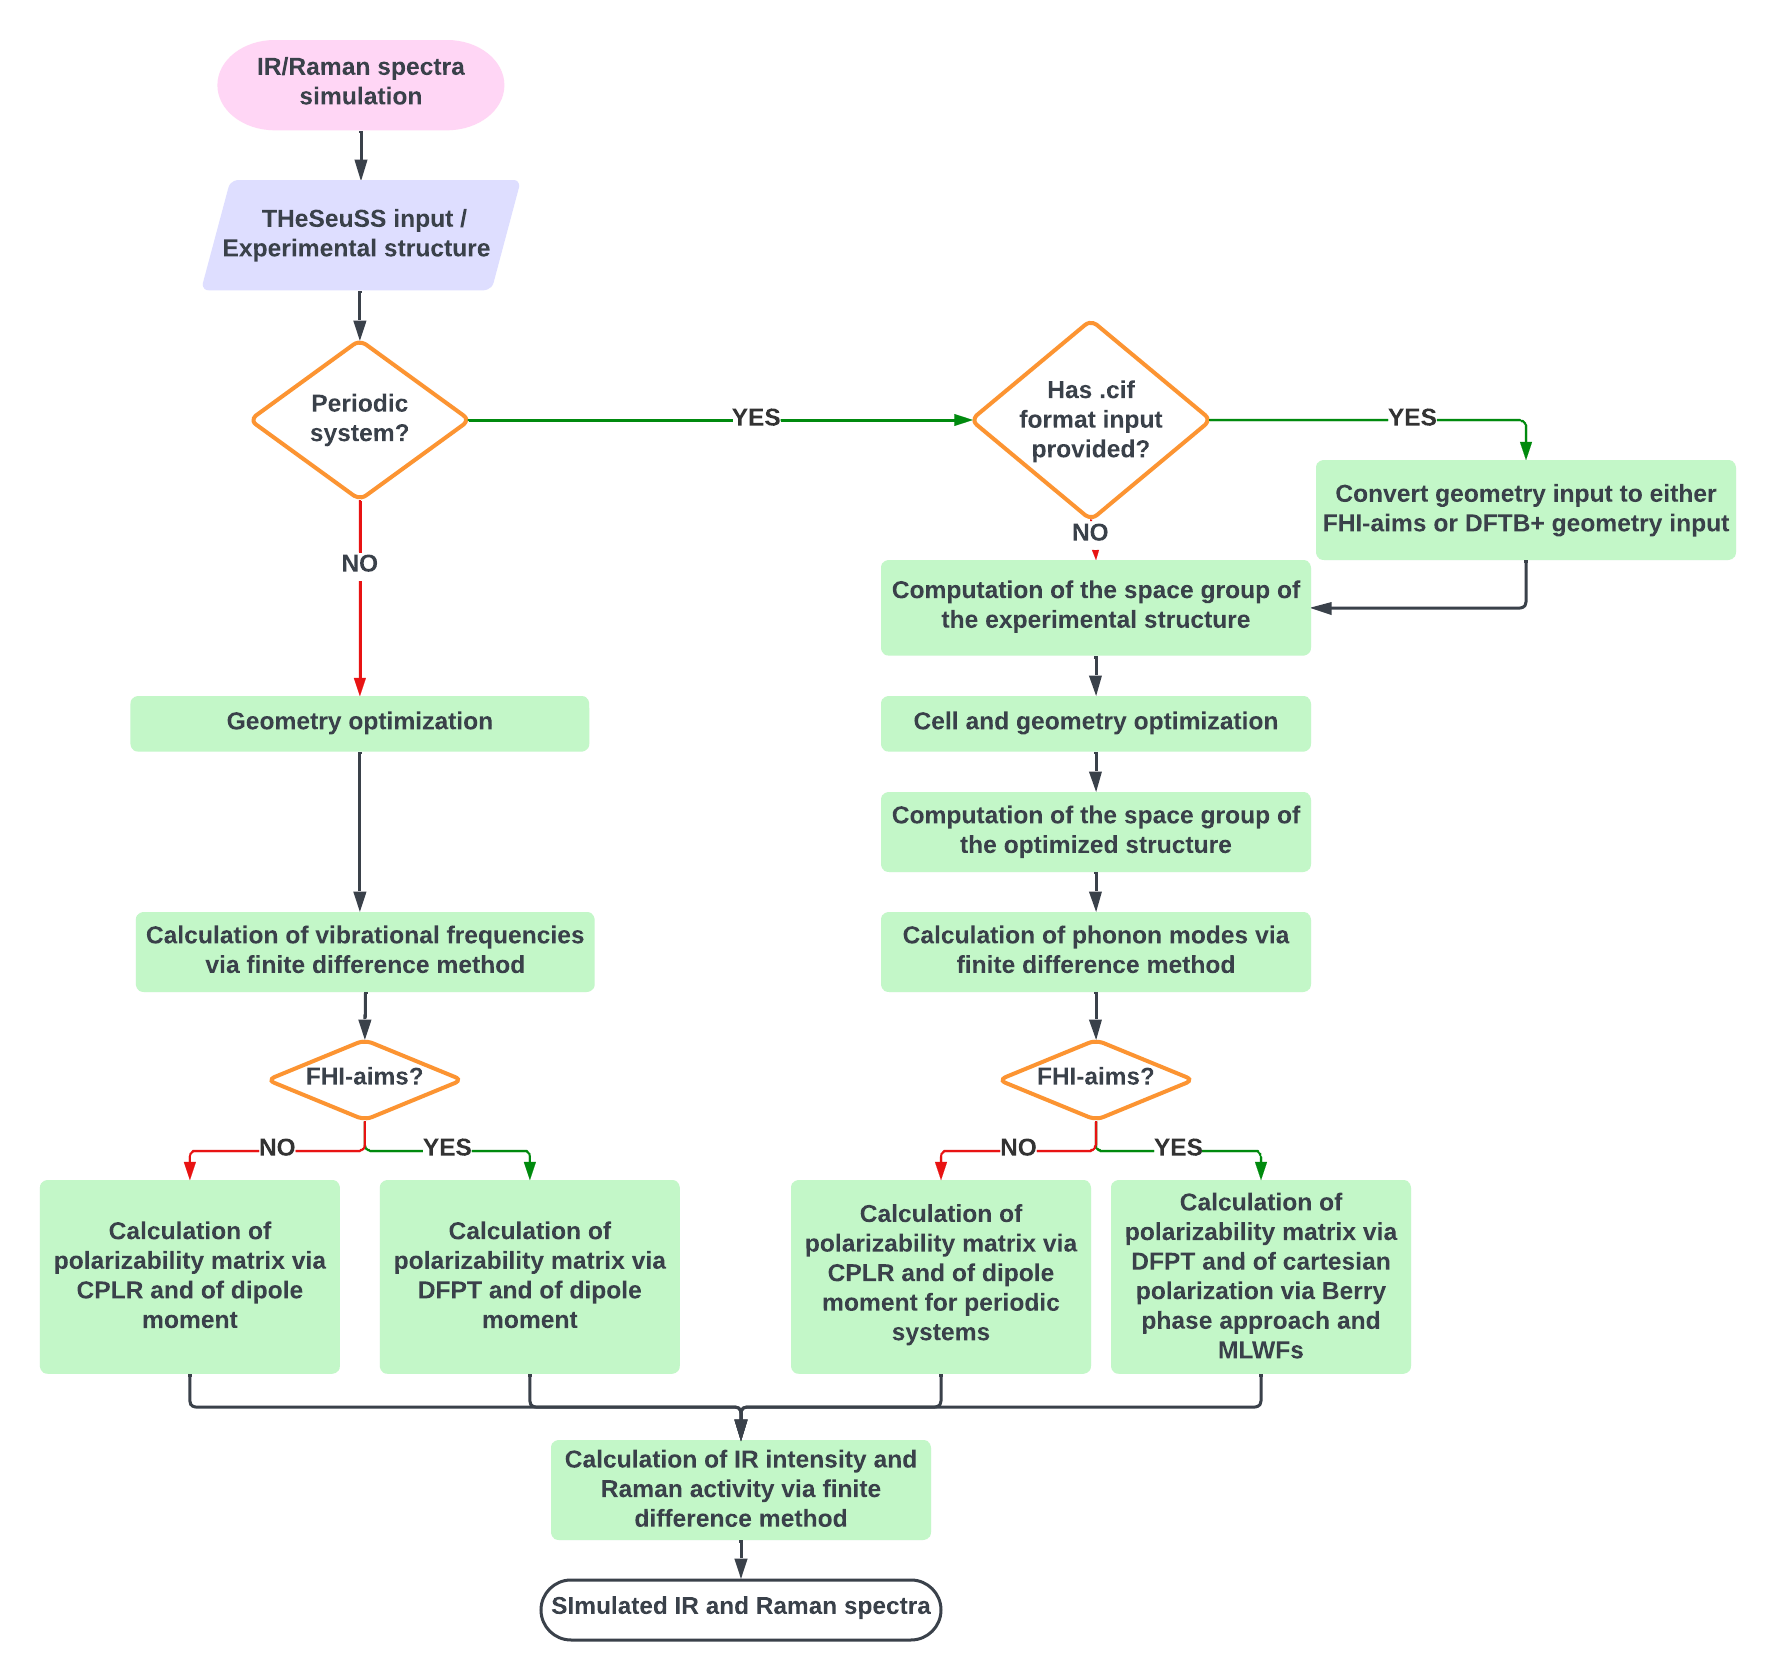 IR/Raman spectra
simulation
THeSeuSS input /
Experimental structure
Periodic
system?
YES
Has .cif
format input
provided?
YES
Convert geometry input to either
FHI-aims or DFTB+ geometry input
NO
NO
Computation of the space group of
the experimental structure
Geometry optimization
Cell and geometry optimization
Computation of the space group of
the optimized structure
Calculation of vibrational frequencies
via finite difference method
Calculation of phonon modes via
finite difference method
FHI-aims?
FHI-aims?
NO
YES
NO
YES
Calculation of
polarizability matrix via
CPLR and of dipole
moment
Calculation of
polarizability matrix via
DFPT and of dipole
moment
Calculation of
polarizability matrix via
CPLR and of dipole
moment for periodic
systems
Calculation of
polarizability matrix via
DFPT and of cartesian
polarization via Berry
phase approach and
MLWFs
Calculation of IR intensity and
Raman activity via finite
difference method
SImulated IR and Raman spectra